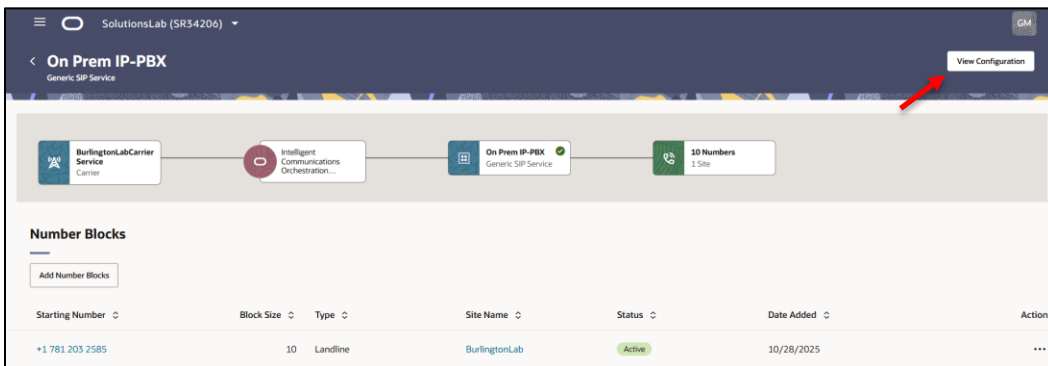 SolutionsLab (SR34206)
GM
On Prem IP-PBX
Generic SIP Service
View Configuration
BurlingtonLabCarrier
Service
Carrier
Intelligent
Communications
Orchestration...
On Prem IP-PBX
Generic SIP Service
10 Numbers
1 Site
Number Blocks
Add Number Blocks
Starting Number Block Size Type Site Name Status Date Added Action
+1 781 203 2585 10 Landline BurlingtonLab Active 10/28/2025 ...